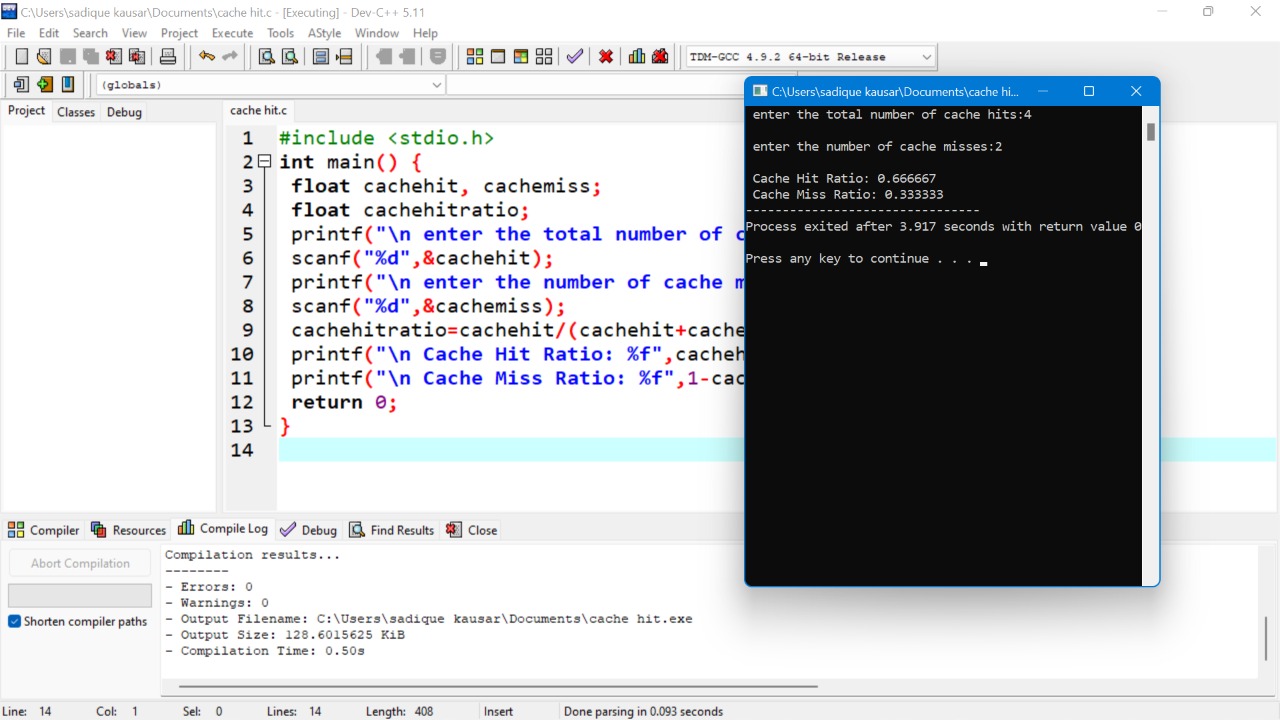 C:\Users\sadique kausar\Documents\cache hit.c - [Executing] - Dev-C++ 5.11
File Edit Search View Project Execute Tools AStyle Window Help
TDM-GCC 4.9.2 64-bit Release
(globals)
Project Classes Debug
cache hit.c
1 #include <stdio.h>
2 int main() {
3 float cachehit, cachemiss;
4 float cachehitratio;
5 printf("\n enter the total number of c
6 scanf("%d",&cachehit);
7 printf("\n enter the number of cache m
8 scanf("%d",&cachemiss);
9 cachehitratio=cachehit/(cachehit+cache
10 printf("\n Cache Hit Ratio: %f",cacheh
11 printf("\n Cache Miss Ratio: %f",1-cac
12 return 0;
13 }
14
C:\Users\sadique kausar\Documents\cache hi...
enter the total number of cache hits:4
enter the number of cache misses:2
Cache Hit Ratio: 0.666667
Cache Miss Ratio: 0.333333
--------------------------------
Process exited after 3.917 seconds with return value 0
Press any key to continue . . .
Compiler Resources Compile Log Debug Find Results Close
Abort Compilation
Shorten compiler paths
Compilation results...
--------
- Errors: 0
- Warnings: 0
- Output Filename: C:\Users\sadique kausar\Documents\cache hit.exe
- Output Size: 128.6015625 KiB
- Compilation Time: 0.50s
Line: 14 Col: 1 Sel: 0 Lines: 14 Length: 408 Insert Done parsing in 0.093 seconds